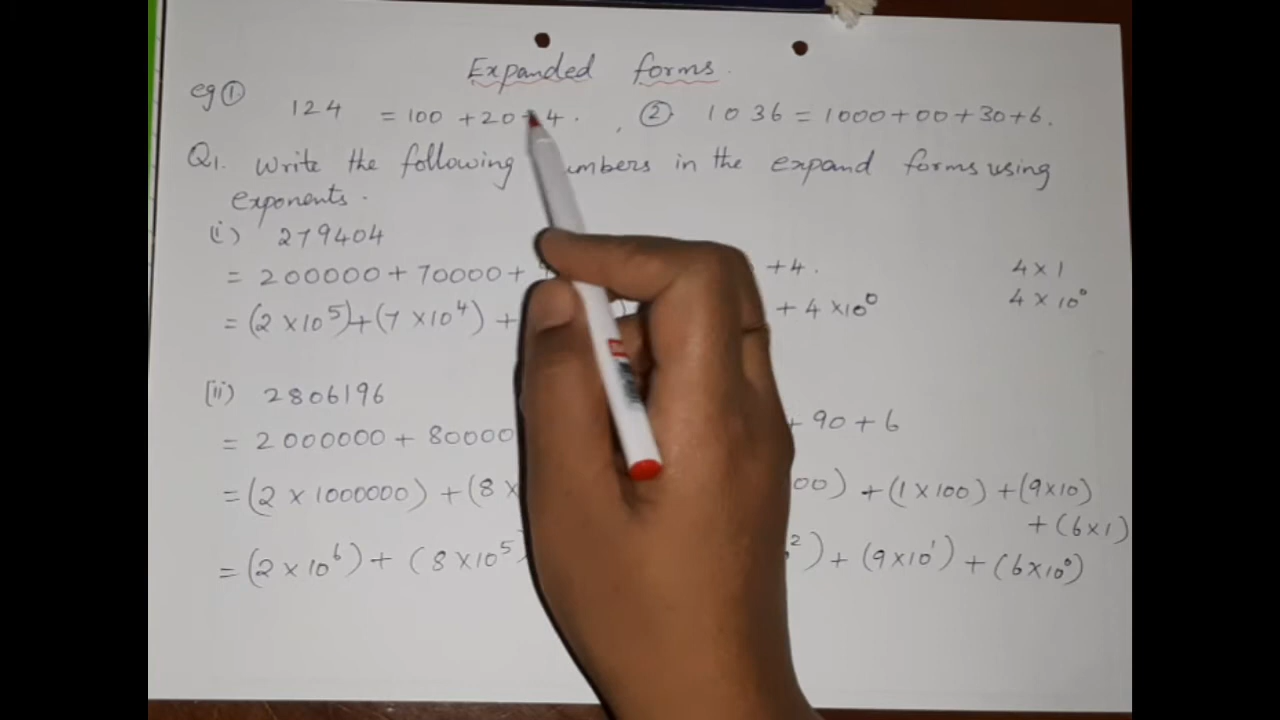 Expanded forms.
eg ① 124 = 100 + 20 + 4. , ② 1036 = 1000 + 00 + 30 + 6.
Q1. Write the following in the expand forms using
exponents.
(i) 279404
= 200000 + 70000 + +4. 4 × 1
= (2 × 10⁵) + (7 × 10⁴) + + 4 × 10⁰ 4 × 10⁰
(ii) 2806196
= 2000000 + 80000 + 90 + 6
= (2 × 1000000) + (8 × 00) + (1 × 100) + (9 × 10)
+ (6 × 1)
= (2 × 10⁶) + (8 × 10⁵ ²) + (9 × 10¹) + (6 × 10⁰)